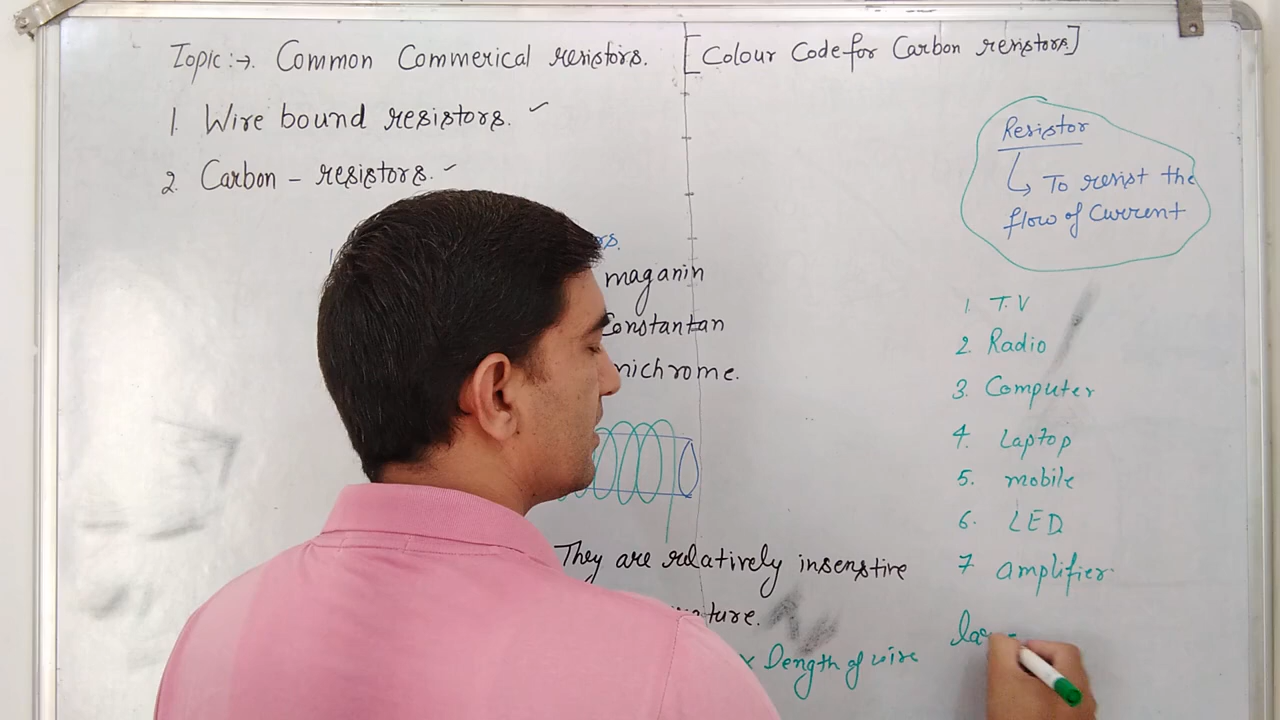 Topic:→. Common Commerical resistors. [Colour Code for Carbon resistors.]
1. Wire bound resistors. ✓
2. Carbon - resistors. ✓
rs.
maganin
Constantan
nichrome.
They are relatively insenstive
ture.
Length of wire
Resistor
↳ To resist the
flow of Current
1. T.V
2. Radio
3. Computer
4. Laptop
5. mobile
6. LED
7 amplifier.